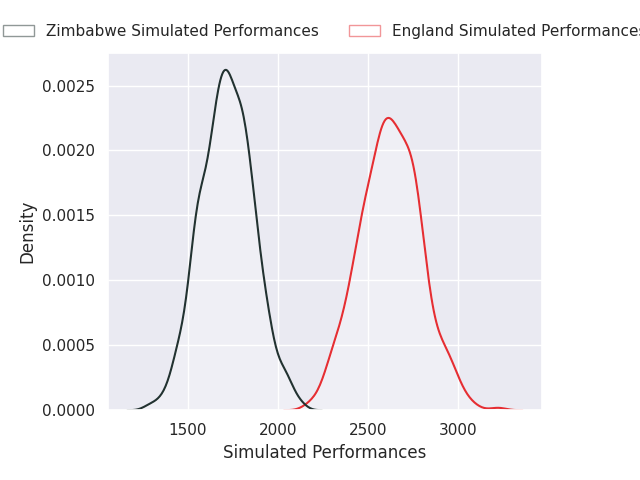 Zimbabwe Simulated Performances England Simulated Performances
0.0025
0.0020
0.0015
0.0010
0.0005
0.0000
Density
1500 2000 2500 3000
Simulated Performances